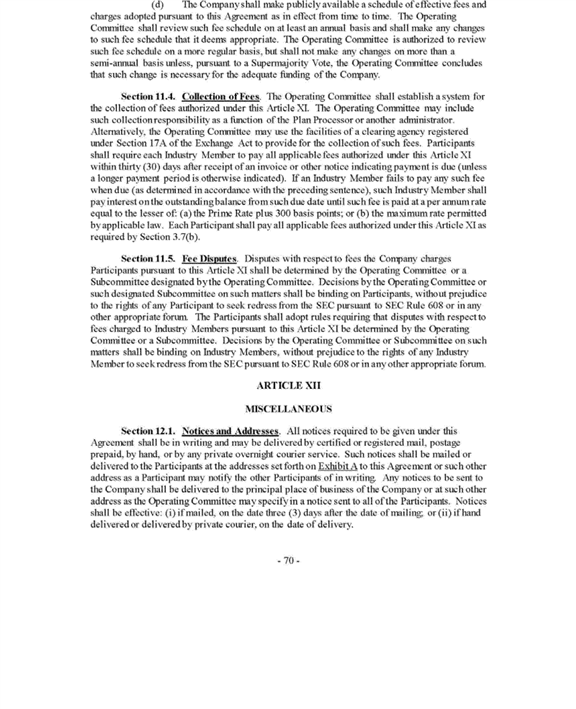 (d) The Company shall make publicly available a schedule of effective fees and
charges adopted pursuant to this Agreement as in effect from time to time. The Operating
Committee shall review such fee schedule on at least an annual basis and shall make any changes
to such fee schedule that it deems appropriate. The Operating Committee is authorized to review
such fee schedule on a more regular basis, but shall not make any changes on more than a
semi-annual basis unless, pursuant to a Supermajority Vote, the Operating Committee concludes
that such change is necessary for the adequate funding of the Company.
Section 11.4. Collection of Fees. The Operating Committee shall establish a system for
the collection of fees authorized under this Article XI. The Operating Committee may include
such collection responsibility as a function of the Plan Processor or another administrator.
Alternatively, the Operating Committee may use the facilities of a clearing agency registered
under Section 17A of the Exchange Act to provide for the collection of such fees. Participants
shall require each Industry Member to pay all applicable fees authorized under this Article XI
within thirty (30) days after receipt of an invoice or other notice indicating payment is due (unless
a longer payment period is otherwise indicated). If an Industry Member fails to pay any such fee
when due (as determined in accordance with the preceding sentence), such Industry Member shall
pay interest on the outstanding balance from such due date until such fee is paid at a per annum rate
equal to the lesser of: (a) the Prime Rate plus 300 basis points; or (b) the maximum rate permitted
by applicable law. Each Participant shall pay all applicable fees authorized under this Article XI as
required by Section 3.7(b).
Section 11.5. Fee Disputes. Disputes with respect to fees the Company charges
Participants pursuant to this Article XI shall be determined by the Operating Committee or a
Subcommittee designated by the Operating Committee. Decisions by the Operating Committee or
such designated Subcommittee on such matters shall be binding on Participants, without prejudice
to the rights of any Participant to seek redress from the SEC pursuant to SEC Rule 608 or in any
other appropriate forum. The Participants shall adopt rules requiring that disputes with respect to
fees charged to Industry Members pursuant to this Article XI be determined by the Operating
Committee or a Subcommittee. Decisions by the Operating Committee or Subcommittee on such
matters shall be binding on Industry Members, without prejudice to the rights of any Industry
Member to seek redress from the SEC pursuant to SEC Rule 608 or in any other appropriate forum.
ARTICLE XII
MISCELLANEOUS
Section 12.1. Notices and Addresses. All notices required to be given under this
Agreement shall be in writing and may be delivered by certified or registered mail, postage
prepaid, by hand, or by any private overnight courier service. Such notices shall be mailed or
delivered to the Participants at the addresses set forth on Exhibit A to this Agreement or such other
address as a Participant may notify the other Participants of in writing. Any notices to be sent to
the Company shall be delivered to the principal place of business of the Company or at such other
address as the Operating Committee may specify in a notice sent to all of the Participants. Notices
shall be effective: (i) if mailed, on the date three (3) days after the date of mailing; or (ii) if hand
delivered or delivered by private courier, on the date of delivery.
- 70 -